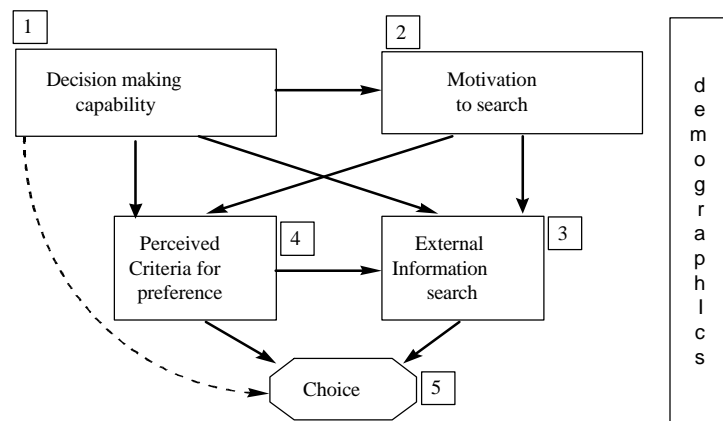 1
Decision making
capability
2
Motivation
to search
Perceived
Criteria for
preference
4
External
Information
search
3
Choice
5
d
e
m
o
g
r
a
p
h
I
c
s